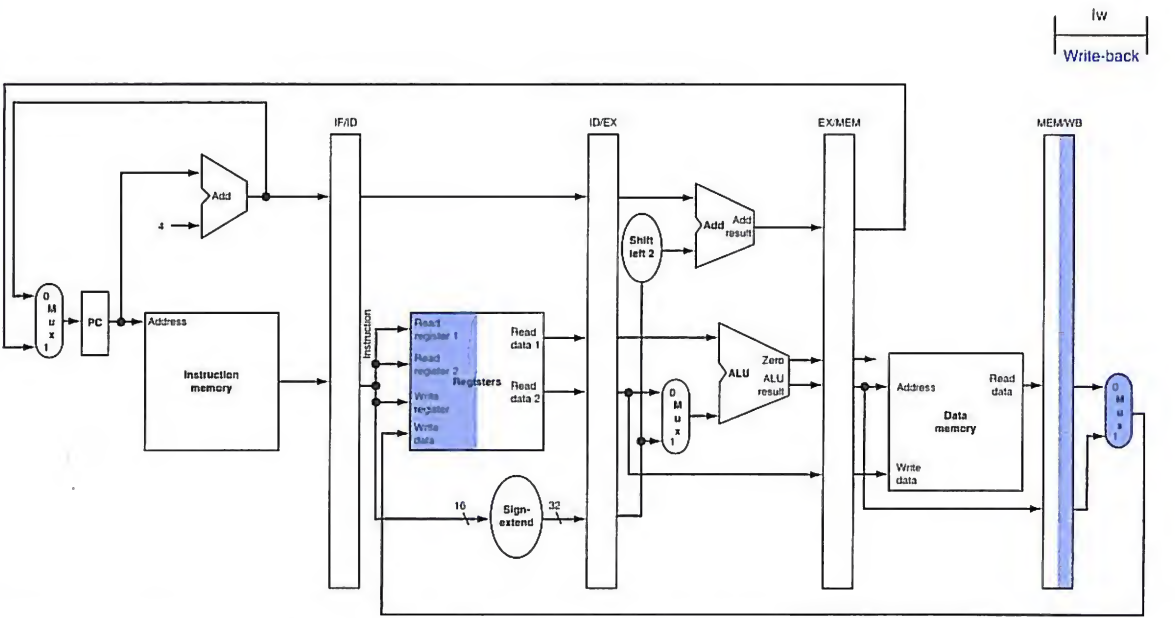 lw
Write-back
IF/ID
ID/EX
EX/MEM
MEM/WB
Add
4
Shift
left 2
Add
Add
result
0
M
u
x
1
PC
Address
Instruction
memory
Instruction
Read
register 1
Read
register 2
Registers
Write
register
Write
data
Read
data 1
Read
data 2
0
M
u
x
1
ALU
Zero
ALU
result
Address
Read
data
Data
memory
Write
data
0
M
u
x
1
16
Sign-
extend
32